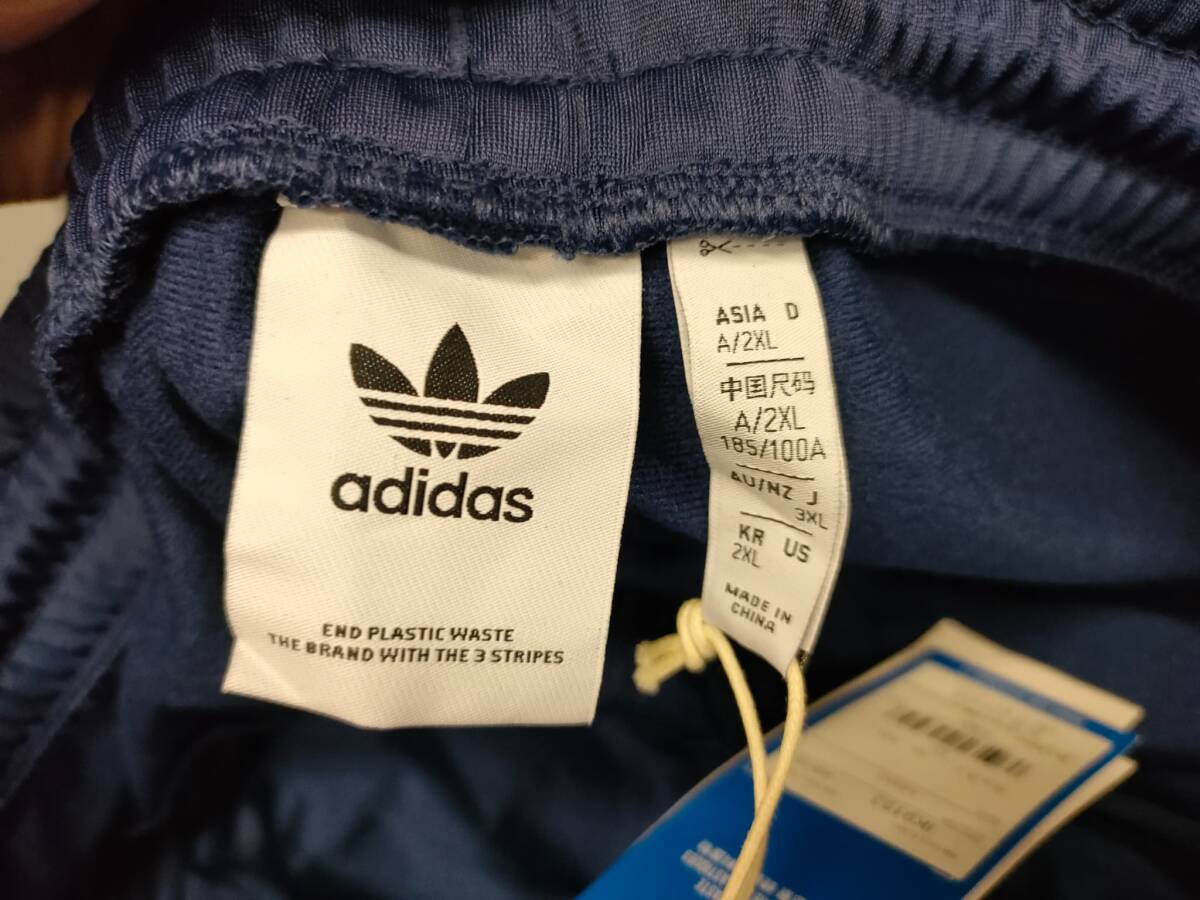 adidas
END PLASTIC WASTE
THE BRAND WITH THE 3 STRIPES
ASIA D
A/2XL
中国尺码
A/2XL
185/100A
AU/NZ J
3XL
KR US
2XL
MADE IN
CHINA